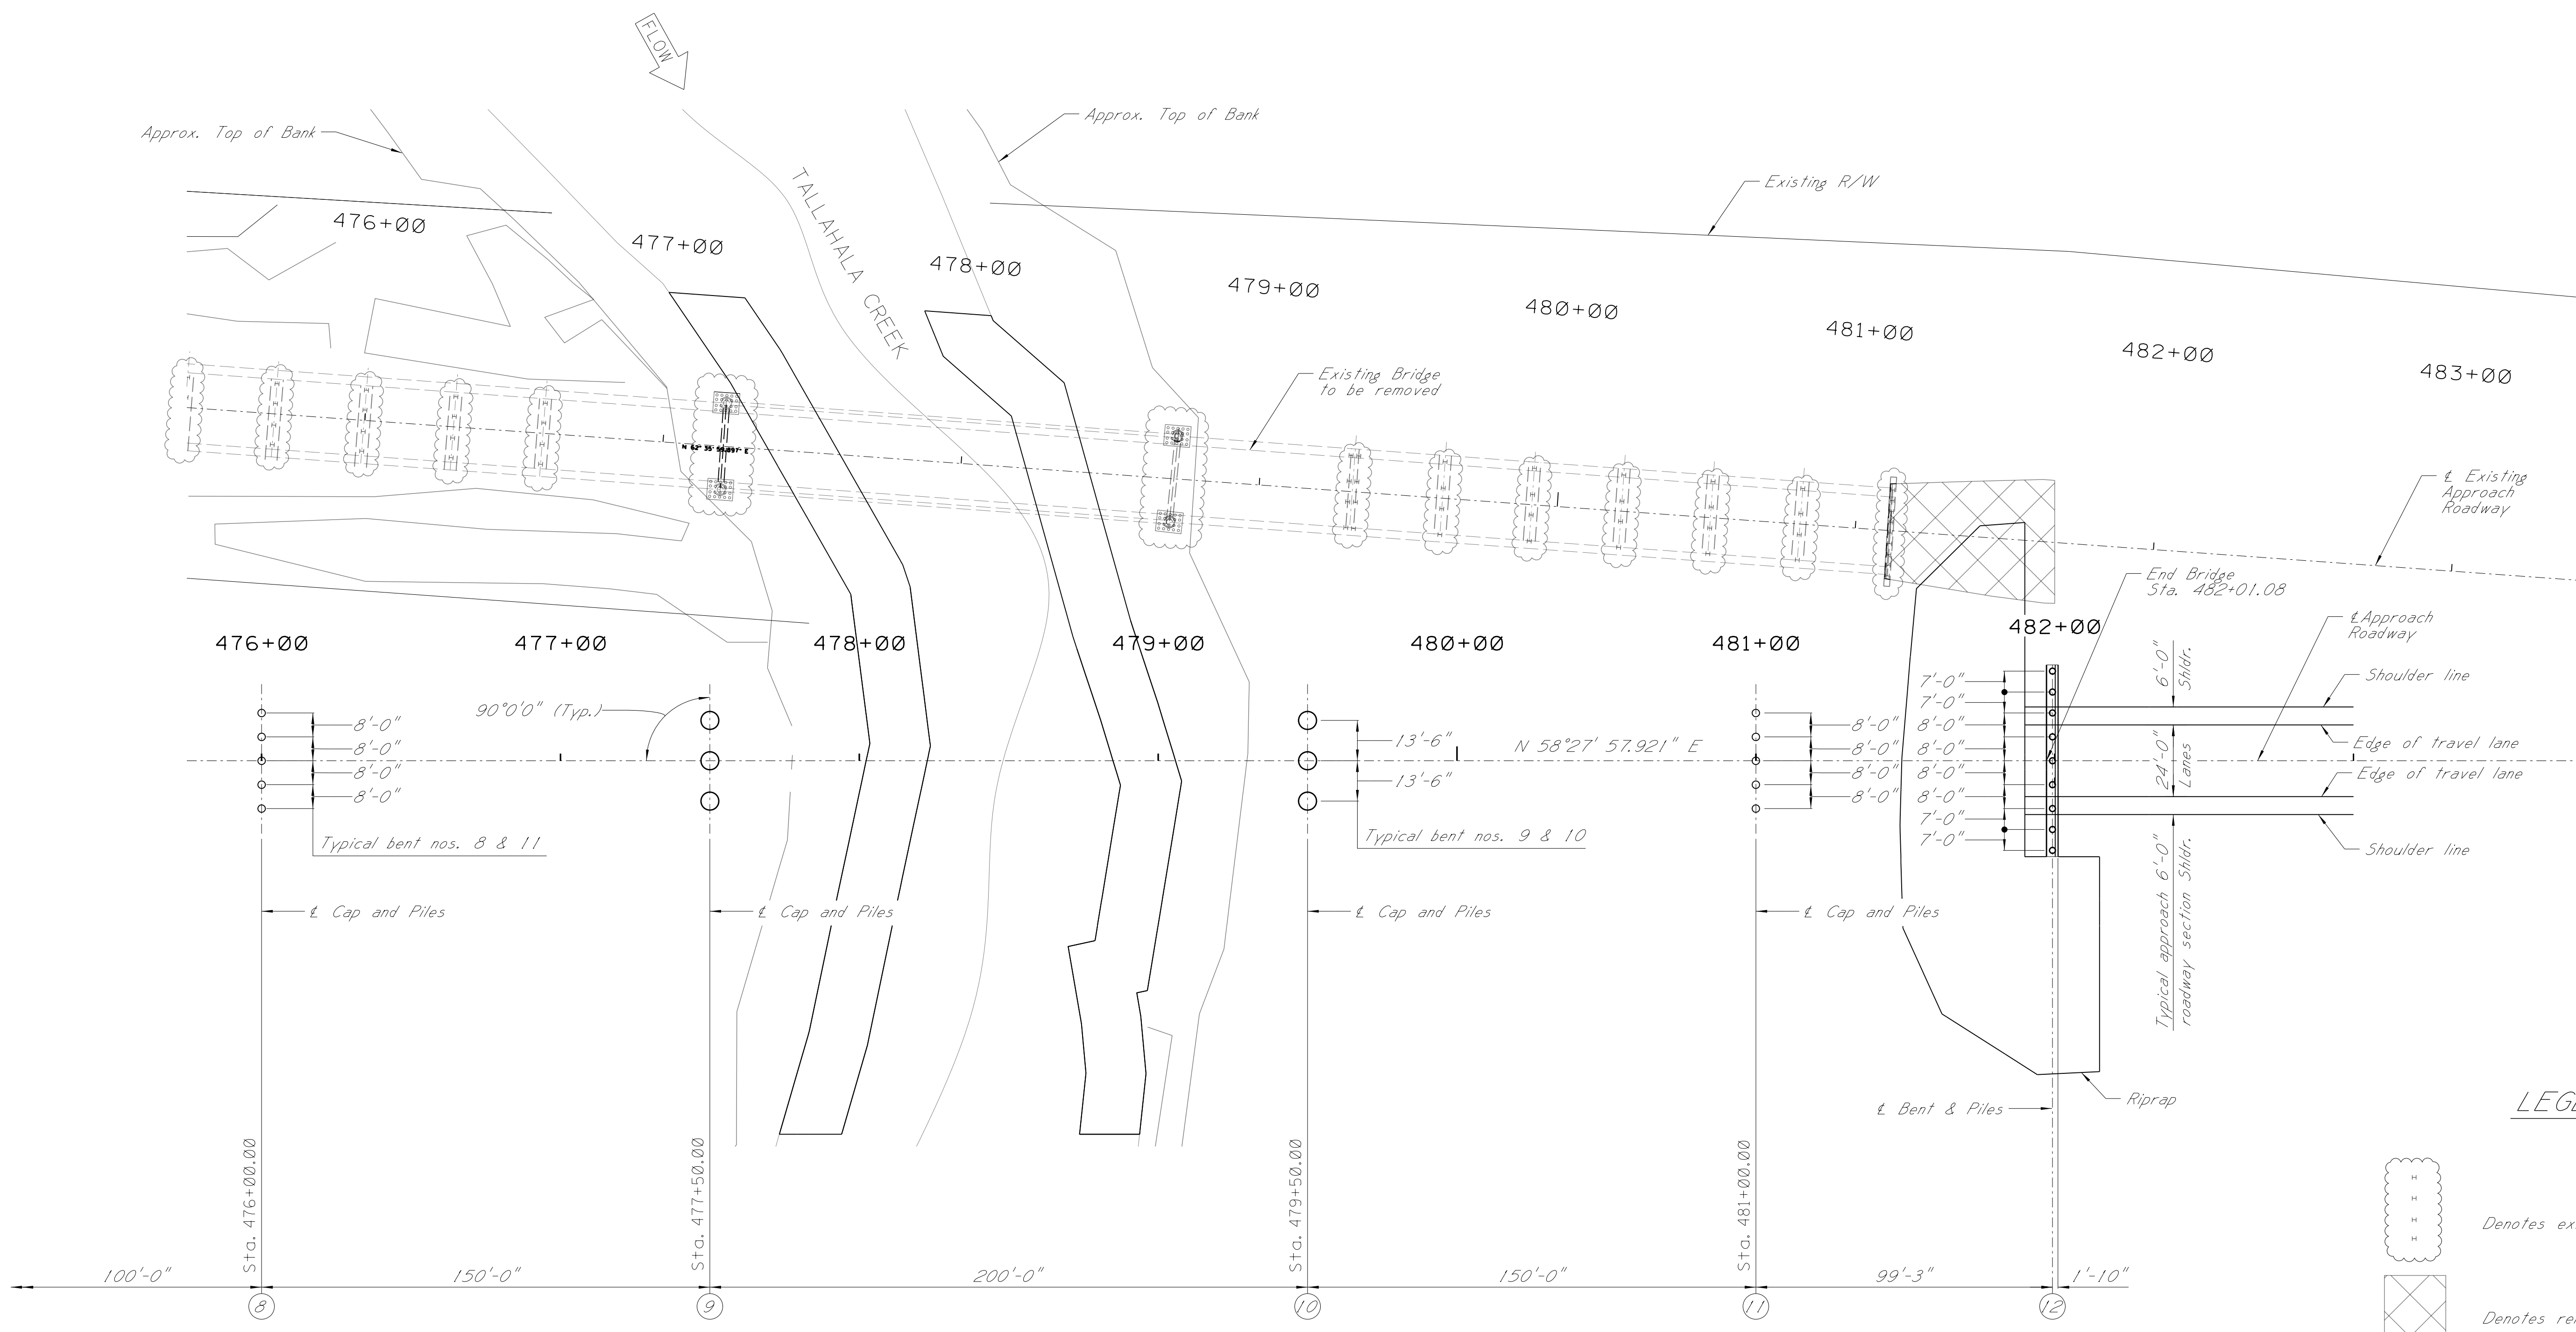 FLOW
Approx. Top of Bank
Approx. Top of Bank
Existing R/W
TALLAHALA CREEK
476+00
477+00
478+00
479+00
480+00
481+00
482+00
483+00
Existing Bridge
to be removed
℄ Existing
Approach
Roadway
End Bridge
Sta. 482+01.08
℄ Approach
Roadway
476+00
477+00
478+00
479+00
480+00
481+00
482+00
6'-0"
Shldr.
Shoulder line
Edge of travel lane
24'-0"
Lanes
Edge of travel lane
Shoulder line
Typical approach 6'-0"
roadway section Shldr.
8'-0"
8'-0"
8'-0"
8'-0"
Typical bent nos. 8 & 11
90°0'0" (Typ.)
13'-6"
13'-6"
Typical bent nos. 9 & 10
N 58°27' 57.921" E
8'-0"
8'-0"
8'-0"
8'-0"
7'-0"
7'-0"
8'-0"
8'-0"
8'-0"
8'-0"
7'-0"
7'-0"
℄ Cap and Piles
℄ Cap and Piles
℄ Cap and Piles
℄ Cap and Piles
℄ Bent & Piles
Riprap
LEG
Sta. 476+00.00
Sta. 477+50.00
Sta. 479+50.00
Sta. 481+00.00
Denotes ex
100'-0"
150'-0"
200'-0"
150'-0"
99'-3"
1'-10"
8
9
10
11
12
Denotes re